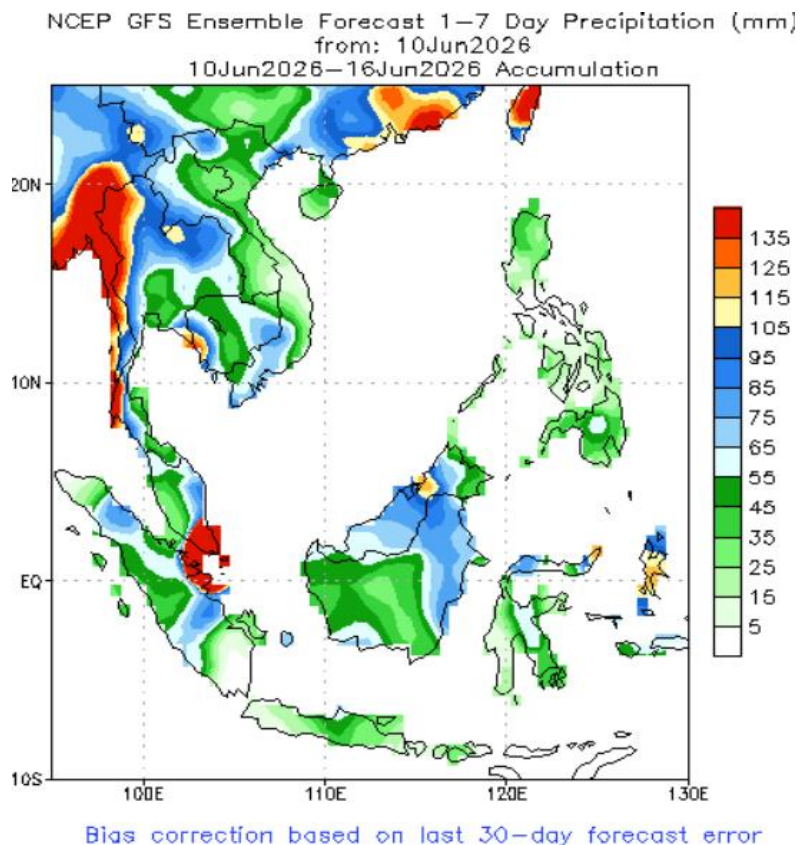 NCEP GFS Ensemble Forecast 1–7 Day Precipitation (mm)
from: 10Jun2026
10Jun2026–16Jun2026 Accumulation
20N
10N
EQ
10S
100E
110E
120E
130E
135
125
115
105
95
85
75
65
55
45
35
25
15
5
Bias correction based on last 30–day forecast error